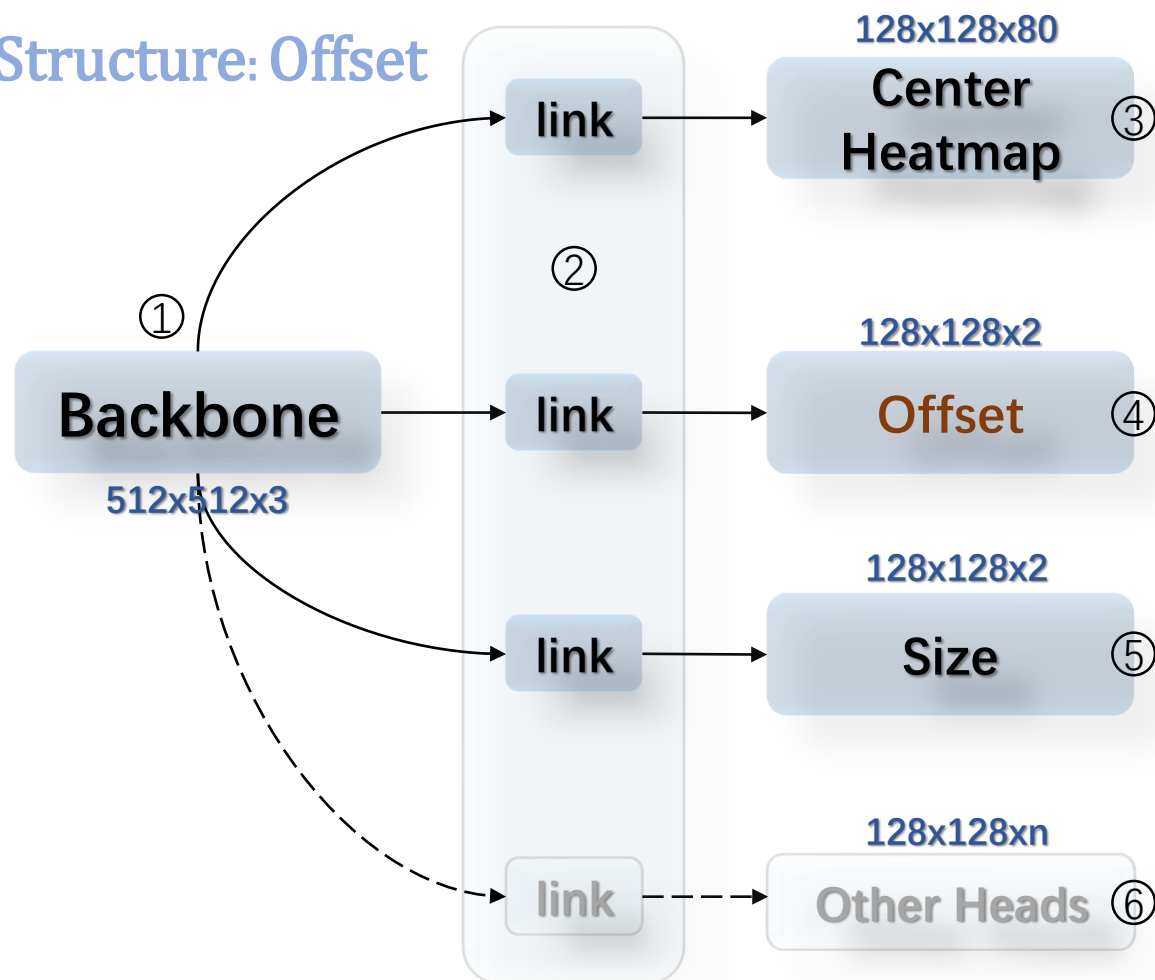 Structure: Offset
128x128x80
link
Center
Heatmap
③
②
①
128x128x2
Backbone
link
Offset
④
512x512x3
128x128x2
link
Size
⑤
128x128xn
link
Other Heads
⑥